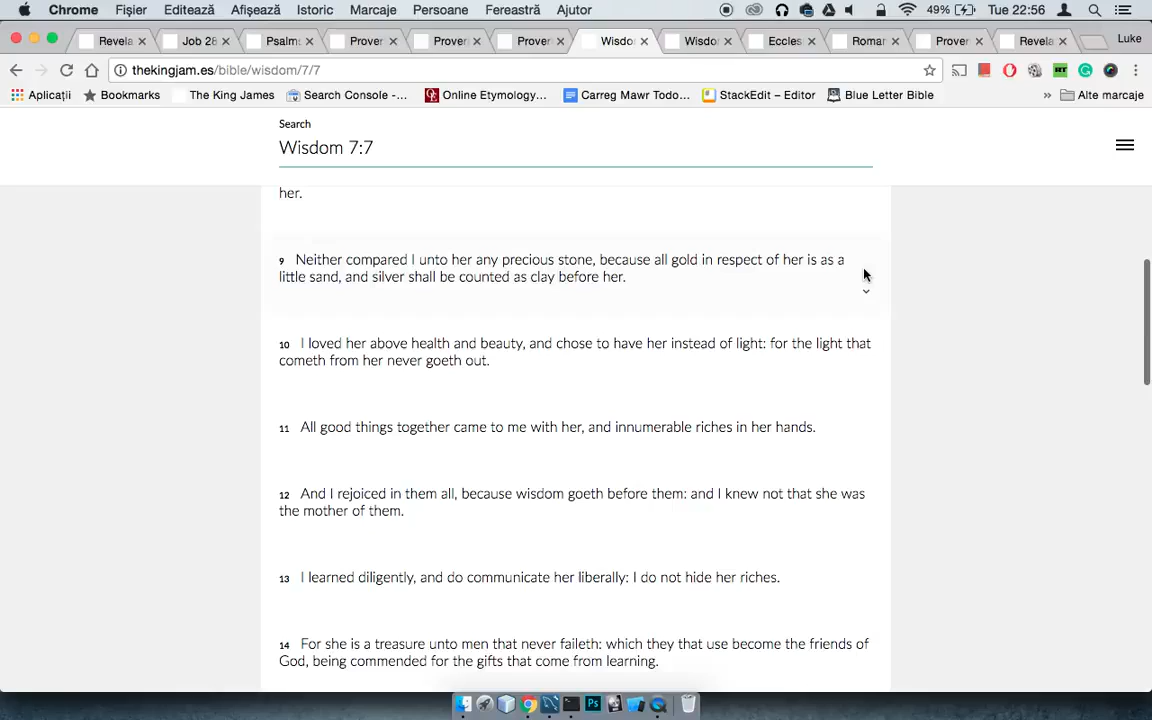 Chrome Fișier Editează Afișează Istoric Marcaje Persoane Fereastră Ajutor 49% Tue 22:56
Revela Job 28 Psalm Prover Prover Prover Wisdo Wisdo Eccles Romar Prover Revela Luke
thekingjam.es/bible/wisdom/7/7
Aplicații Bookmarks The King James Search Console -... Online Etymology... Carreg Mawr Todo... StackEdit – Editor Blue Letter Bible » Alte marcaje
Search
Wisdom 7:7
her.
9 Neither compared I unto her any precious stone, because all gold in respect of her is as a
little sand, and silver shall be counted as clay before her.
10 I loved her above health and beauty, and chose to have her instead of light: for the light that
cometh from her never goeth out.
11 All good things together came to me with her, and innumerable riches in her hands.
12 And I rejoiced in them all, because wisdom goeth before them: and I knew not that she was
the mother of them.
13 I learned diligently, and do communicate her liberally: I do not hide her riches.
14 For she is a treasure unto men that never faileth: which they that use become the friends of
God, being commended for the gifts that come from learning.